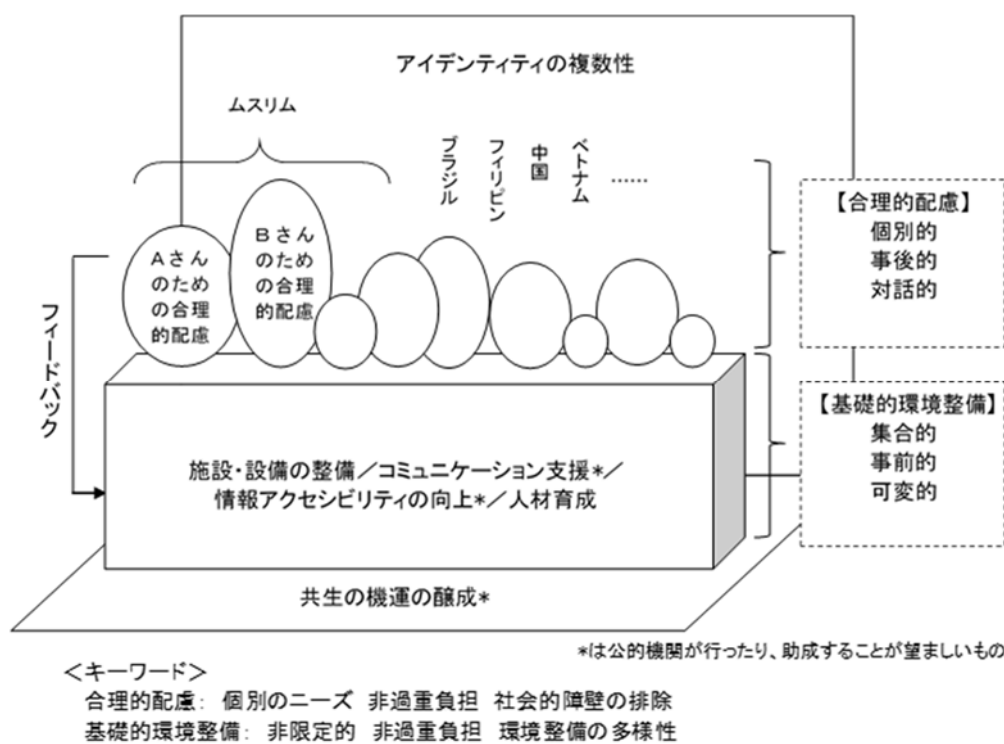 アイデンティティの複数性
ムスリム
ブラジル
フィリピン
中国
ベトナム
……
Aさん
のため
の合理
的配慮
Bさん
のため
の合理
的配慮
フィードバック
【合理的配慮】
個別的
事後的
対話的
【基礎的環境整備】
集合的
事前的
可変的
施設・設備の整備／コミュニケーション支援*／
情報アクセシビリティの向上*／人材育成
共生の機運の醸成*
*は公的機関が行ったり、助成することが望ましいもの
＜キーワード＞
合理的配慮： 個別のニーズ 非過重負担 社会的障壁の排除
基礎的環境整備： 非限定的 非過重負担 環境整備の多様性